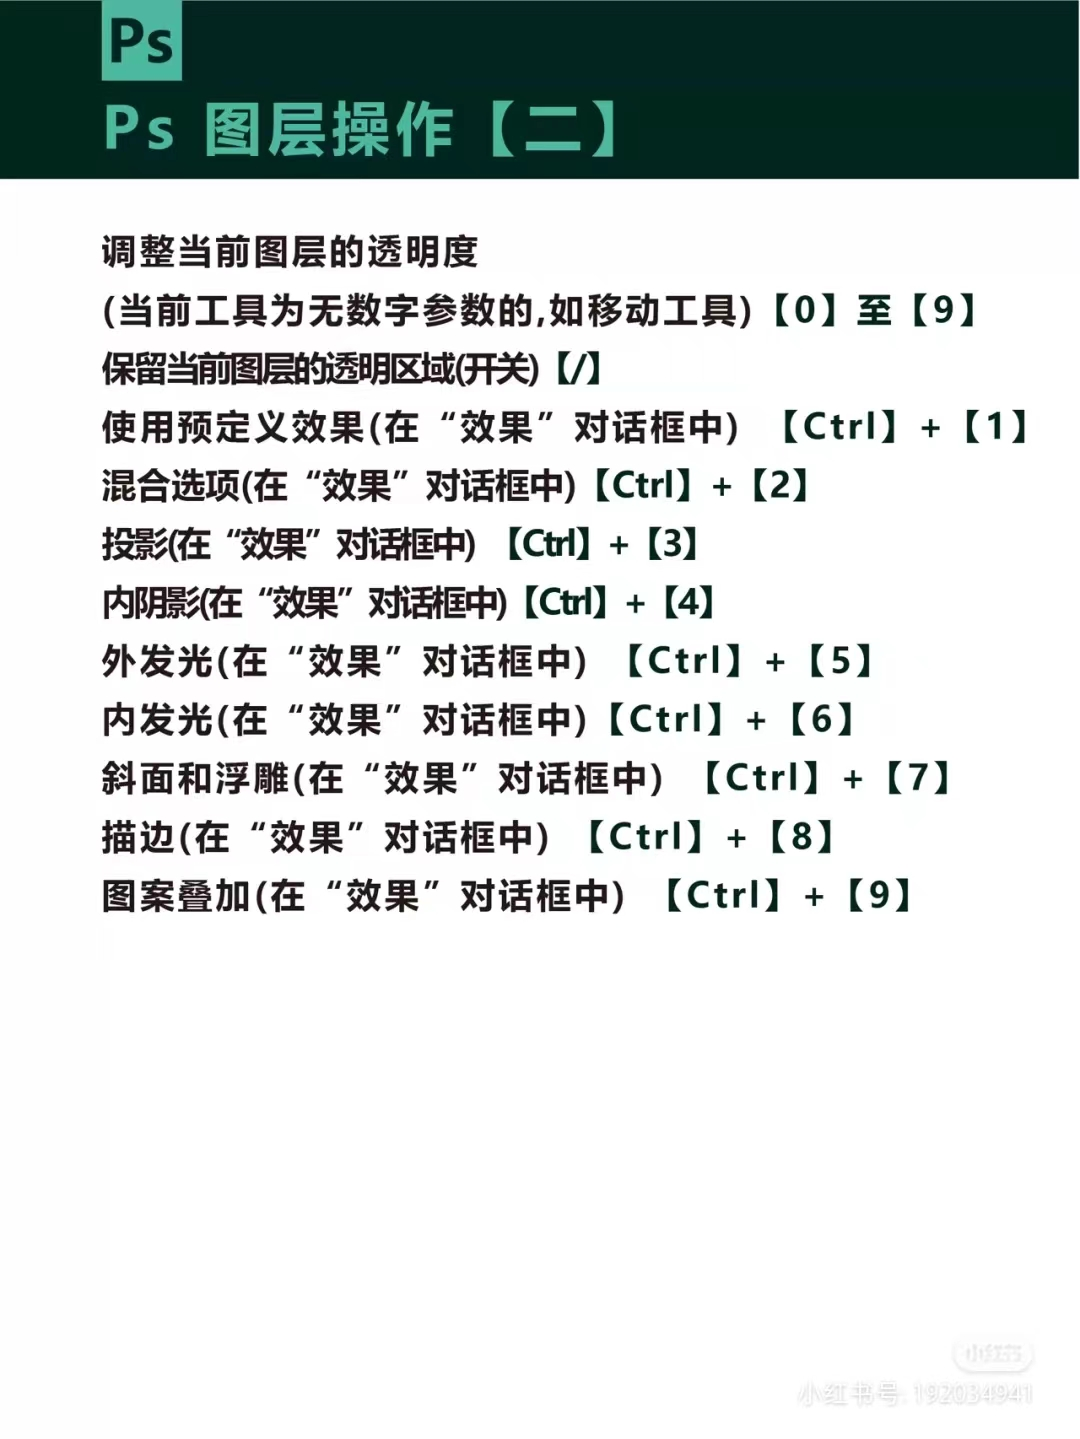 Ps
Ps 图层操作【二】
调整当前图层的透明度
(当前工具为无数字参数的,如移动工具)【0】至【9】
保留当前图层的透明区域(开关)【/】
使用预定义效果(在“效果”对话框中) 【Ctrl】+【1】
混合选项(在“效果”对话框中)【Ctrl】+【2】
投影(在“效果”对话框中) 【Ctrl】+【3】
内阴影(在“效果”对话框中)【Ctrl】+【4】
外发光(在“效果”对话框中) 【Ctrl】+【5】
内发光(在“效果”对话框中)【Ctrl】+【6】
斜面和浮雕(在“效果”对话框中) 【Ctrl】+【7】
描边(在“效果”对话框中) 【Ctrl】+【8】
图案叠加(在“效果”对话框中) 【Ctrl】+【9】
小红书
小红书号: 192034941